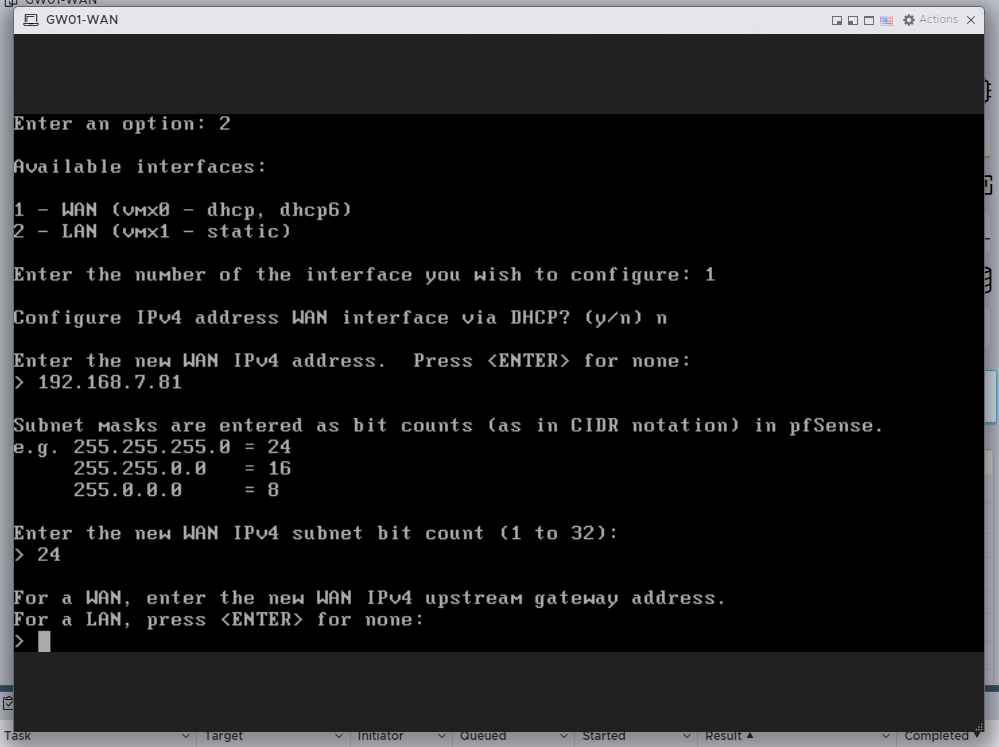 GW01-WAN
GW01-WAN
Actions
Enter an option: 2
Available interfaces:
1 - WAN (vmx0 - dhcp, dhcp6)
2 - LAN (vmx1 - static)
Enter the number of the interface you wish to configure: 1
Configure IPv4 address WAN interface via DHCP? (y/n) n
Enter the new WAN IPv4 address.  Press <ENTER> for none:
> 192.168.7.81
Subnet masks are entered as bit counts (as in CIDR notation) in pfSense.
e.g. 255.255.255.0 = 24
     255.255.0.0   = 16
     255.0.0.0     = 8
Enter the new WAN IPv4 subnet bit count (1 to 32):
> 24
For a WAN, enter the new WAN IPv4 upstream gateway address.
For a LAN, press <ENTER> for none:
>
Task Target Initiator Queued Started Result Completed